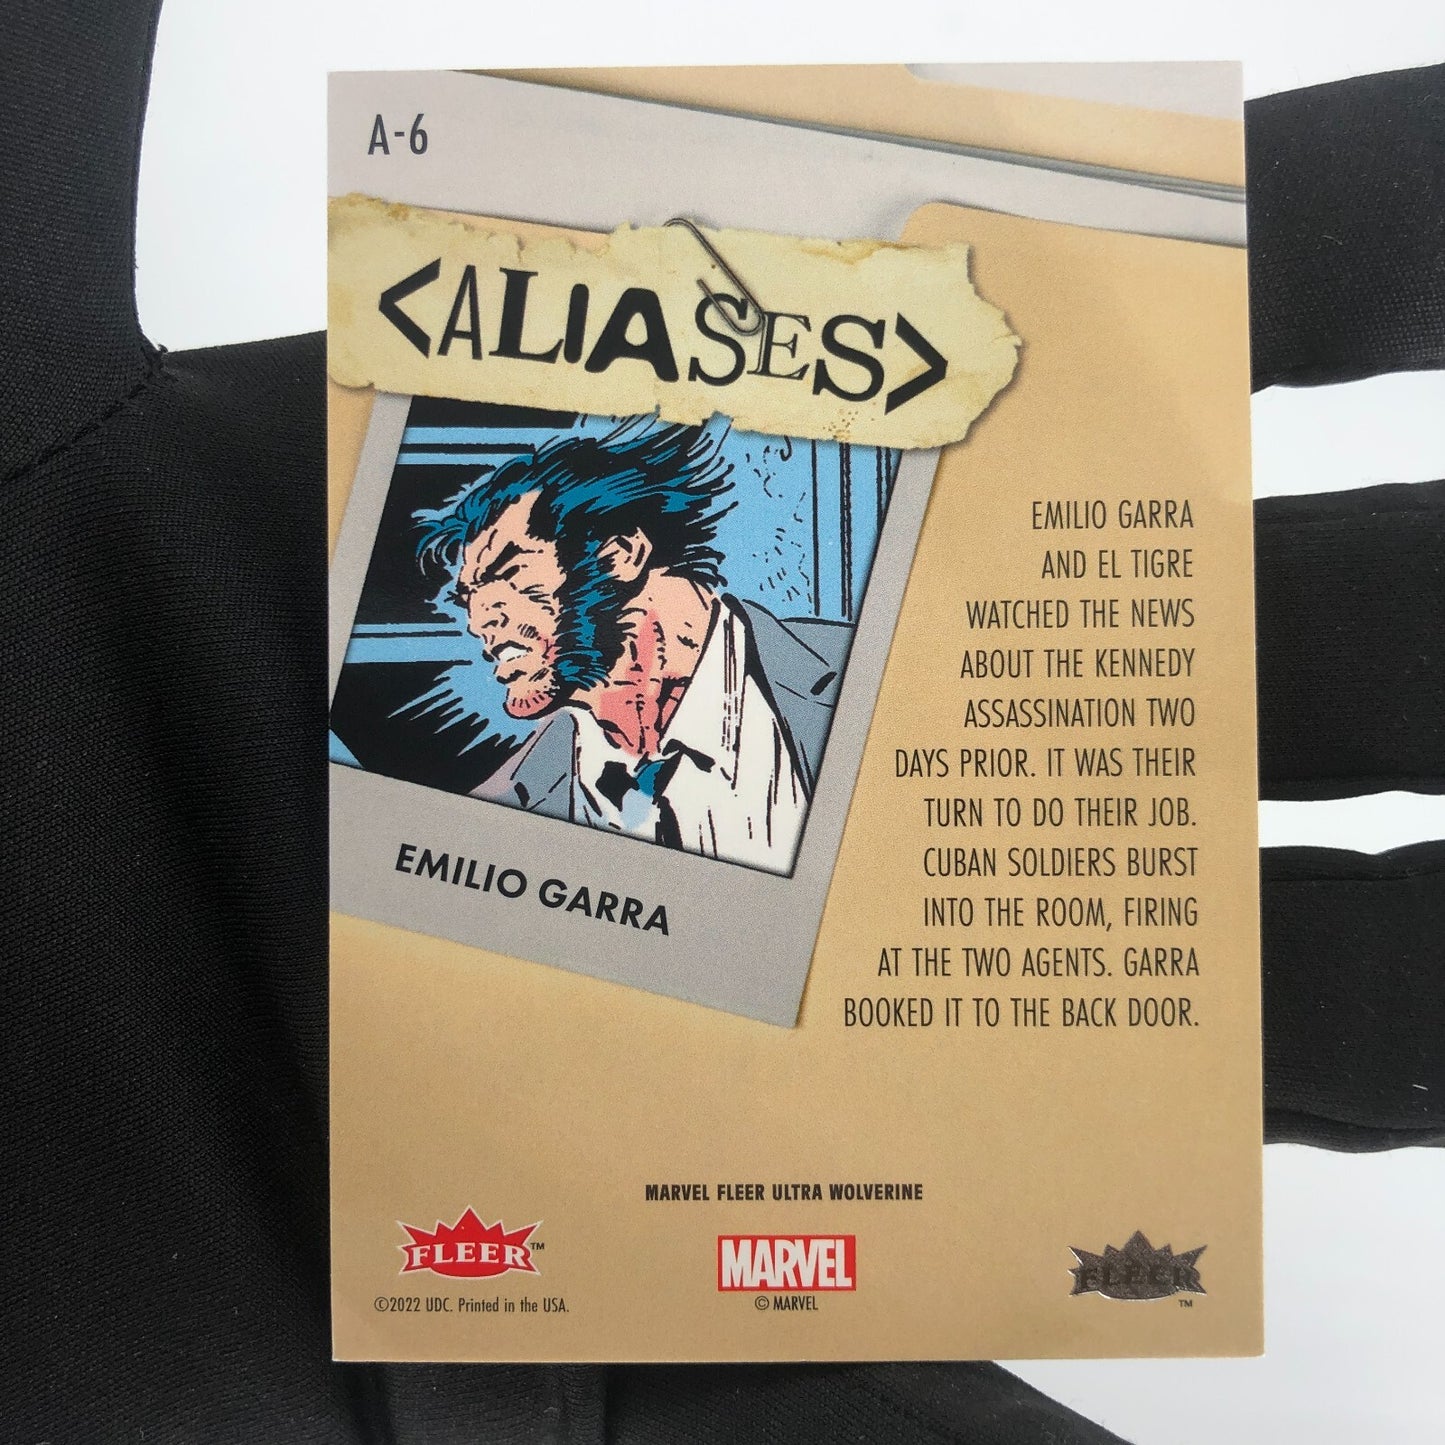 A-6
<ALIASES>
EMILIO GARRA
EMILIO GARRA
AND EL TIGRE
WATCHED THE NEWS
ABOUT THE KENNEDY
ASSASSINATION TWO
DAYS PRIOR. IT WAS THEIR
TURN TO DO THEIR JOB.
CUBAN SOLDIERS BURST
INTO THE ROOM, FIRING
AT THE TWO AGENTS. GARRA
BOOKED IT TO THE BACK DOOR.
MARVEL FLEER ULTRA WOLVERINE
FLEER™
©2022 UDC. Printed in the USA.
MARVEL
© MARVEL
FLEER™